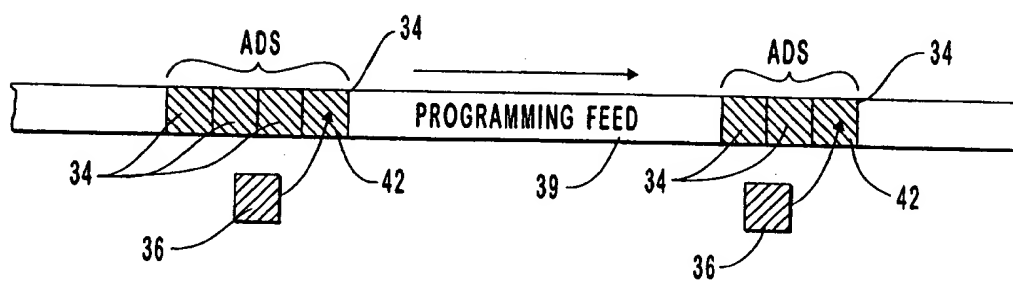 ADS 34 ADS 34
PROGRAMMING FEED
34 42 39 34 42
36 36